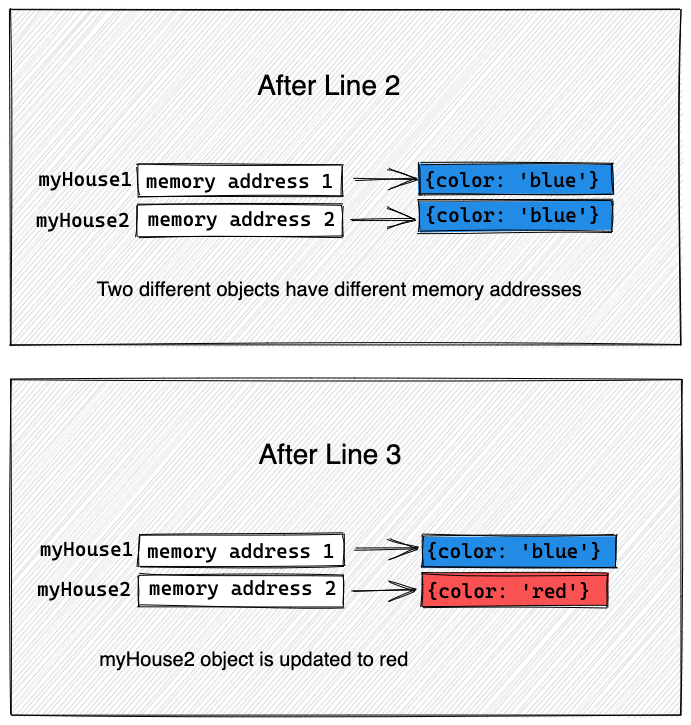 After Line 2
myHouse1 memory address 1 {color: 'blue'}
myHouse2 memory address 2 {color: 'blue'}
Two different objects have different memory addresses
After Line 3
myHouse1 memory address 1 {color: 'blue'}
myHouse2 memory address 2 {color: 'red'}
myHouse2 object is updated to red